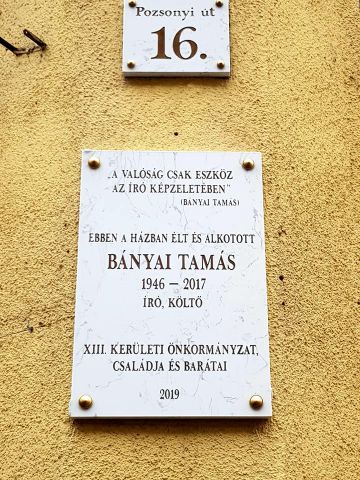 Pozsonyi út
16.
„A VALÓSÁG CSAK ESZKÖZ
AZ ÍRÓ KÉPZELETÉBEN”
(BÁNYAI TAMÁS)
EBBEN A HÁZBAN ÉLT ÉS ALKOTOTT
BÁNYAI TAMÁS
1946 – 2017
ÍRÓ, KÖLTŐ
XIII. KERÜLETI ÖNKORMÁNYZAT,
CSALÁDJA ÉS BARÁTAI
2019